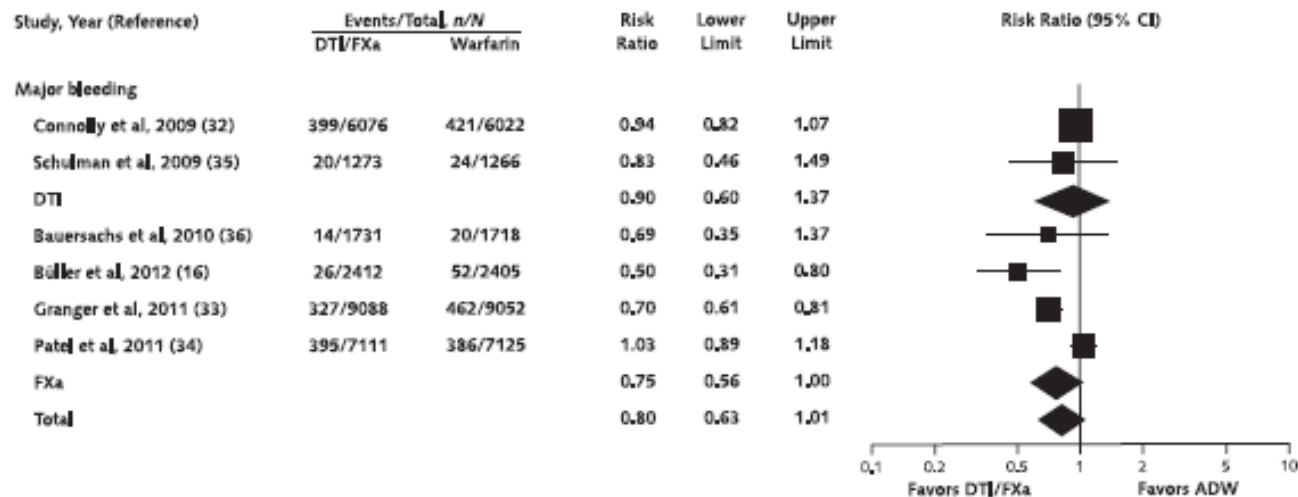 Study, Year (Reference) Events/Total, n/N Risk Lower Upper Risk Ratio (95% CI)
DTI/FXa Warfarin Ratio Limit Limit
Major bleeding
Connolly et al, 2009 (32) 399/6076 421/6022 0.94 0.82 1.07
Schulman et al, 2009 (35) 20/1273 24/1266 0.83 0.46 1.49
DTI 0.90 0.60 1.37
Bauersachs et al, 2010 (36) 14/1731 20/1718 0.69 0.35 1.37
Büller et al, 2012 (16) 26/2412 52/2405 0.50 0.31 0.80
Granger et al, 2011 (33) 327/9088 462/9052 0.70 0.61 0.81
Patel et al, 2011 (34) 395/7111 386/7125 1.03 0.89 1.18
FXa 0.75 0.56 1.00
Total 0.80 0.63 1.01
0.1 0.2 0.5 1 2 5 10
Favors DTI/FXa Favors ADW